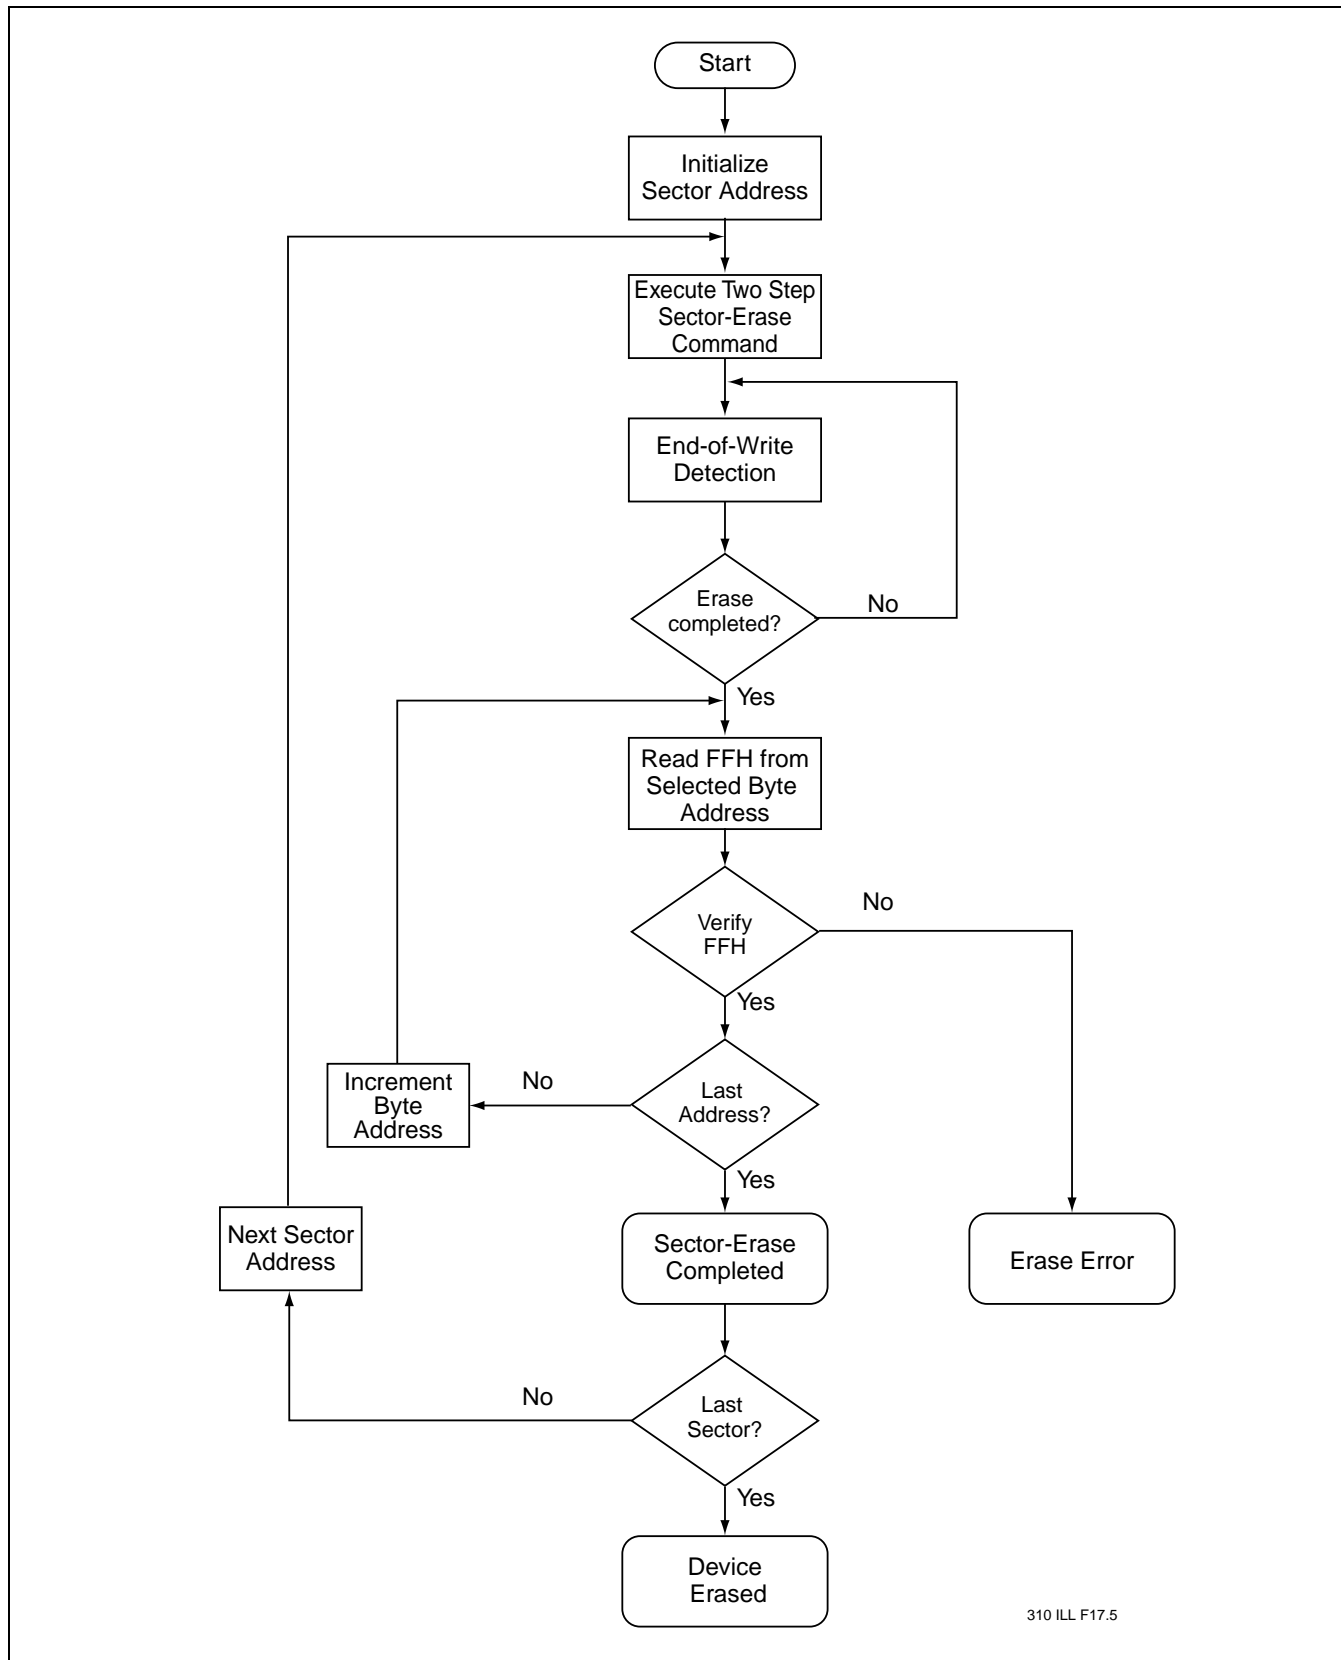 Start
Initialize
Sector Address
Execute Two Step
Sector-Erase
Command
End-of-Write
Detection
Erase
completed?
No
Yes
Read FFH from
Selected Byte
Address
Verify
FFH
No
Yes
Last
Address?
No
Increment
Byte
Address
Yes
Sector-Erase
Completed
Erase Error
Next Sector
Address
Last
Sector?
No
Yes
Device
Erased
310 ILL F17.5